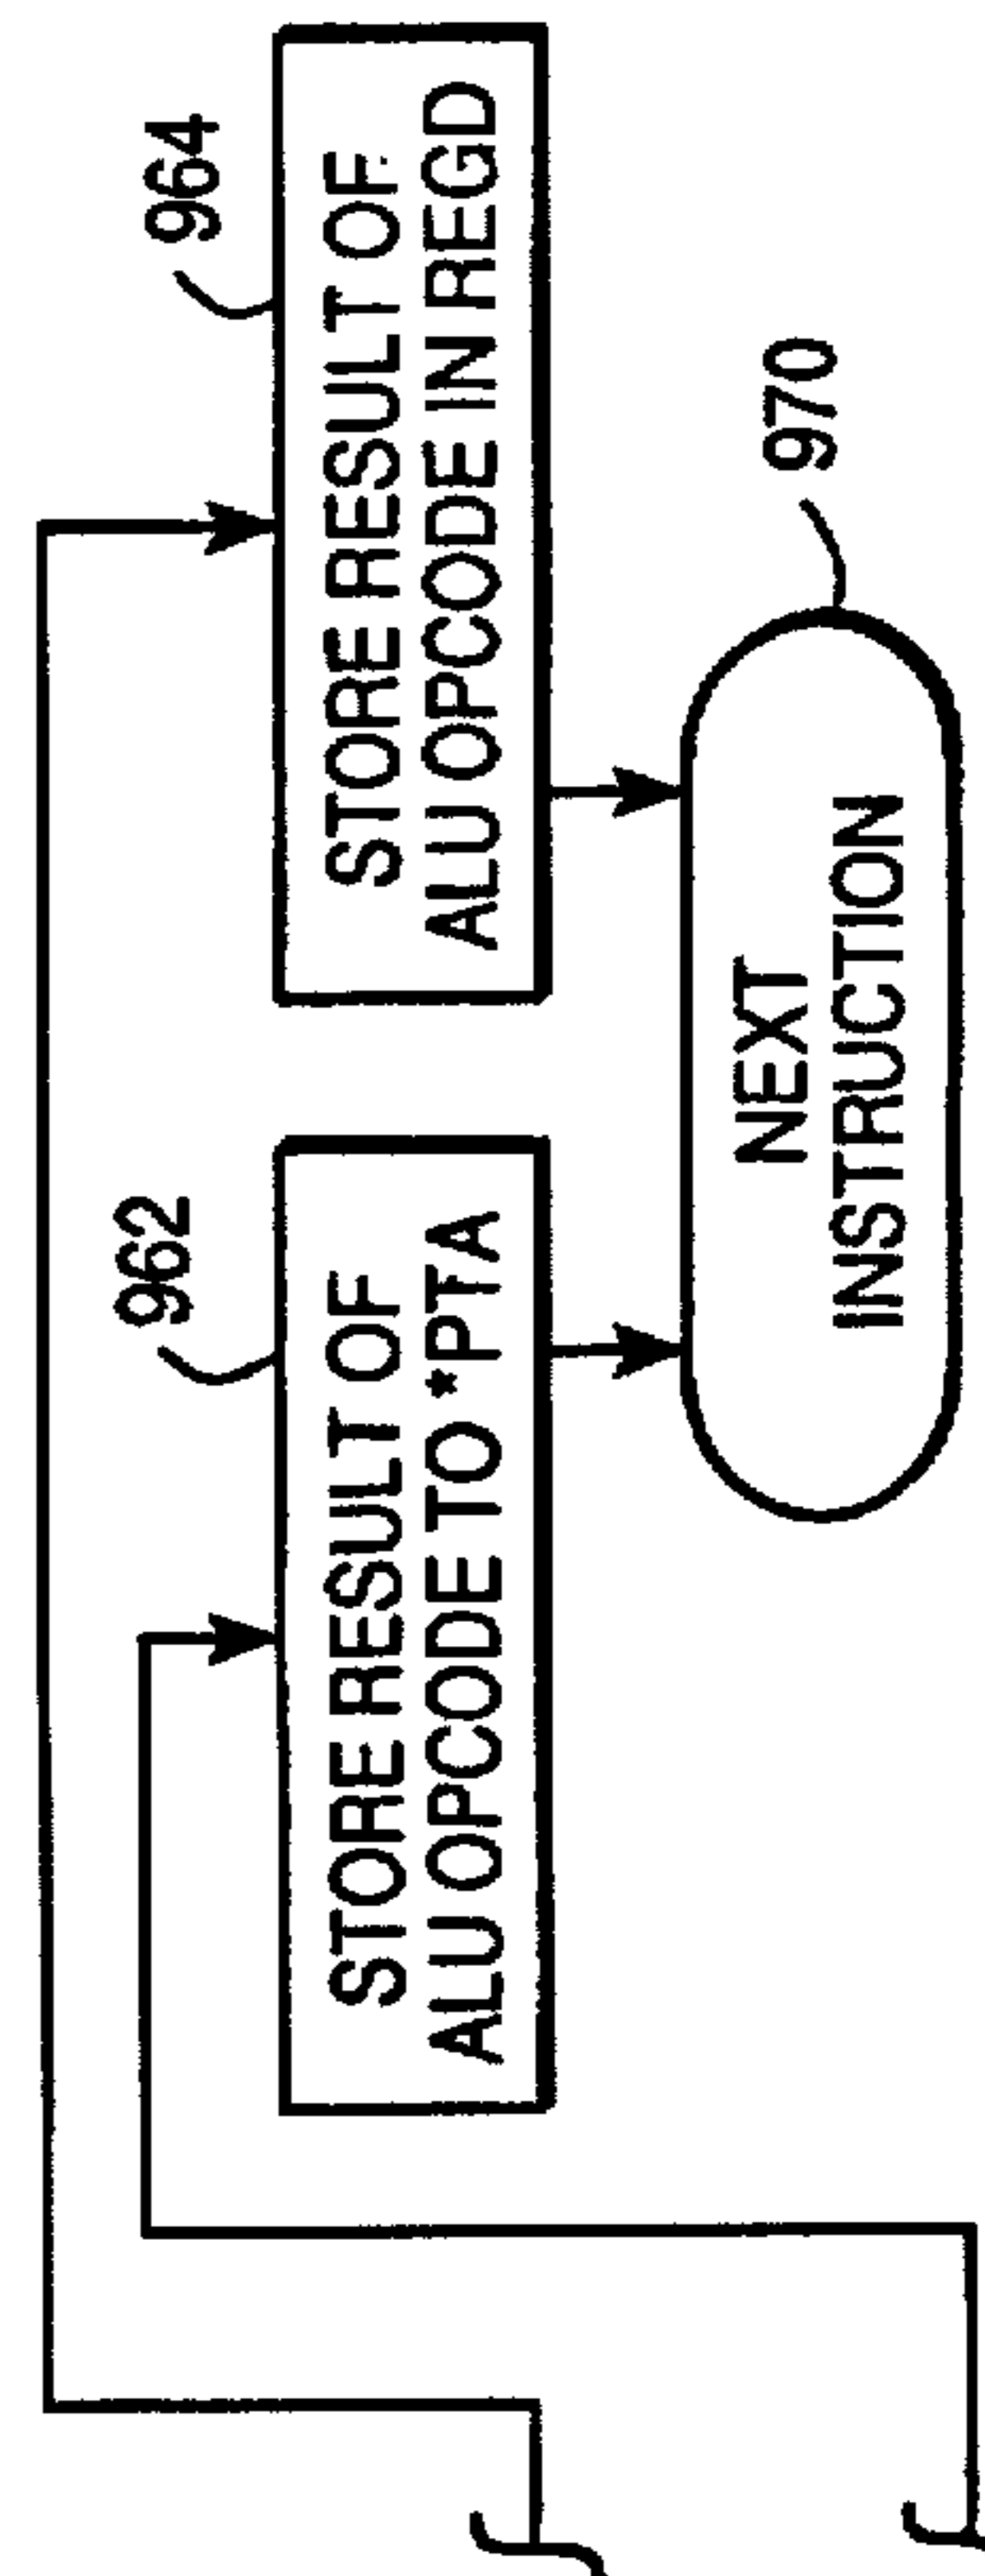 962
STORE RESULT OF
ALU OPCODE TO *PTA
964
STORE RESULT OF
ALU OPCODE IN REGD
970
NEXT
INSTRUCTION